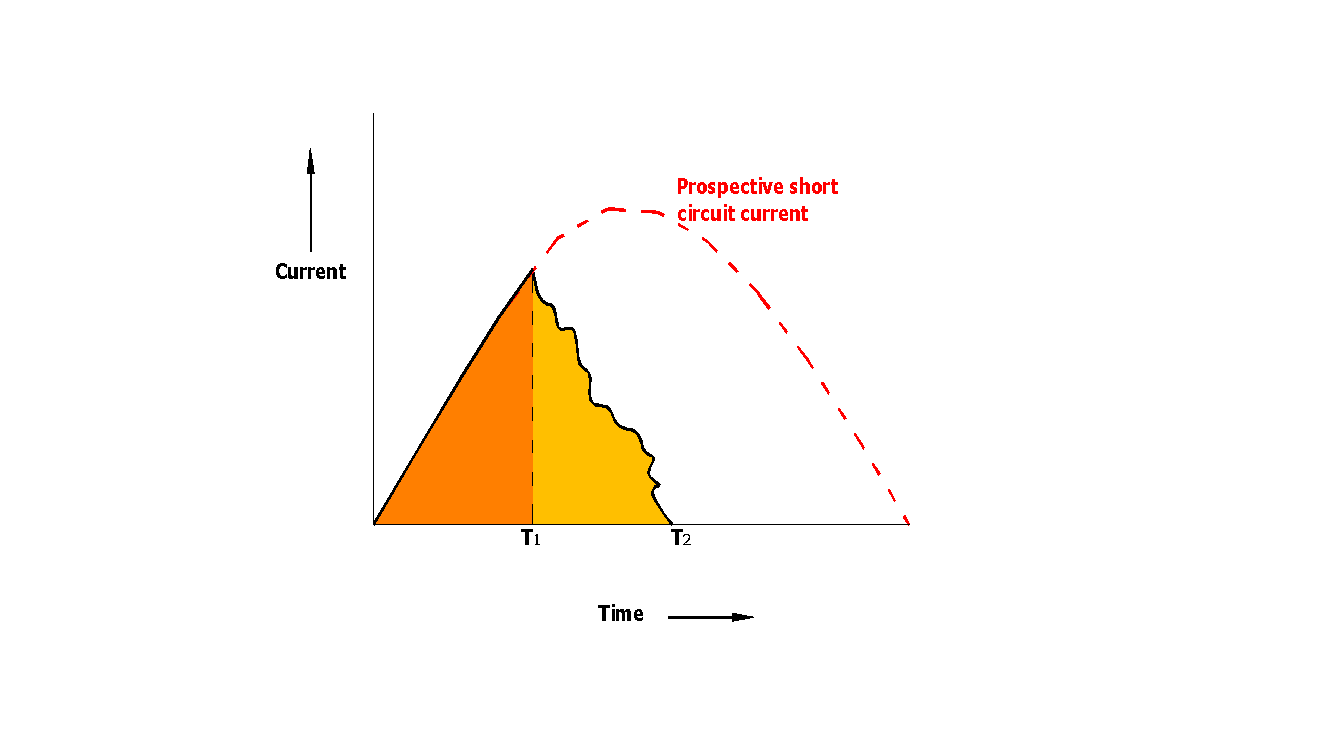 Prospective short
circuit current
Current
T1
T2
Time